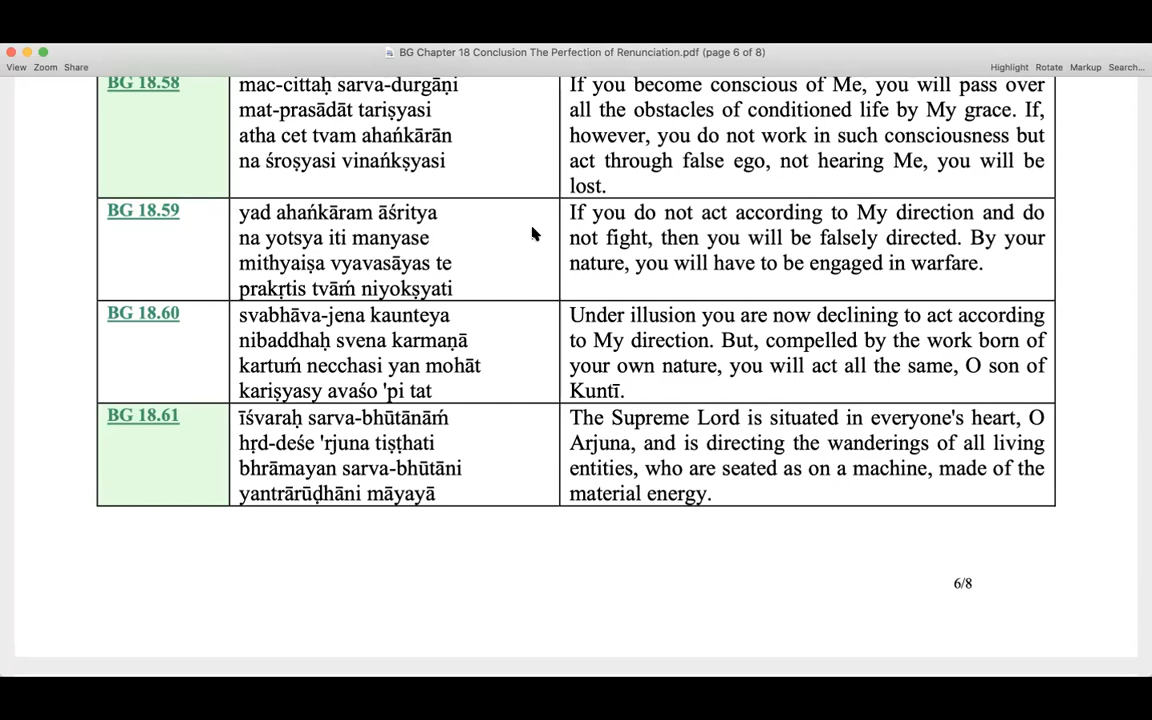 BG Chapter 18 Conclusion The Perfection of Renunciation.pdf (page 6 of 8)
View Zoom Share
Highlight Rotate Markup Search...
BG 18.58
mac-cittaḥ sarva-durgāṇi
mat-prasādāt tariṣyasi
atha cet tvam ahaṅkārān
na śroṣyasi vinaṅkṣyasi
If you become conscious of Me, you will pass over
all the obstacles of conditioned life by My grace. If,
however, you do not work in such consciousness but
act through false ego, not hearing Me, you will be
lost.
BG 18.59
yad ahaṅkāram āśritya
na yotsya iti manyase
mithyaiṣa vyavasāyas te
prakṛtis tvāṁ niyokṣyati
If you do not act according to My direction and do
not fight, then you will be falsely directed. By your
nature, you will have to be engaged in warfare.
BG 18.60
svabhāva-jena kaunteya
nibaddhaḥ svena karmaṇā
kartuṁ necchasi yan mohāt
kariṣyasy avaśo 'pi tat
Under illusion you are now declining to act according
to My direction. But, compelled by the work born of
your own nature, you will act all the same, O son of
Kuntī.
BG 18.61
īśvaraḥ sarva-bhūtānāṁ
hṛd-deśe 'rjuna tiṣṭhati
bhrāmayan sarva-bhūtāni
yantrārūḍhāni māyayā
The Supreme Lord is situated in everyone's heart, O
Arjuna, and is directing the wanderings of all living
entities, who are seated as on a machine, made of the
material energy.
6/8